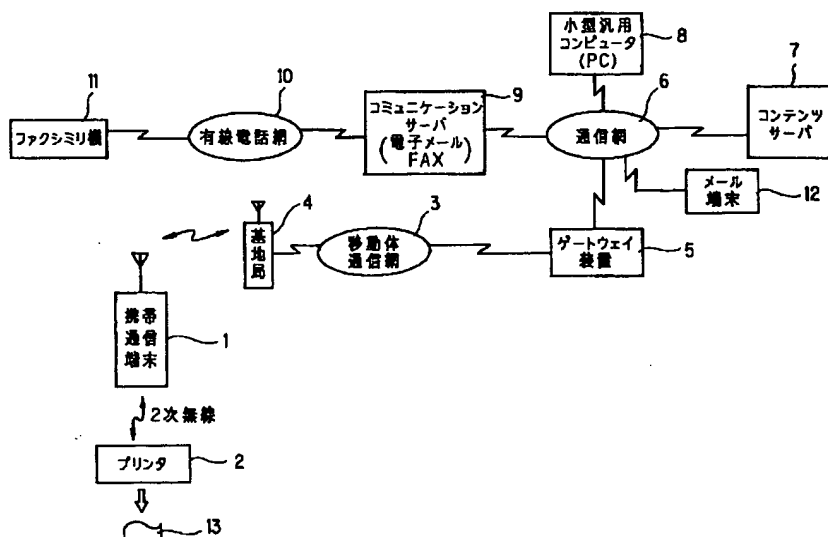 小型汎用
コンピュータ
(PC)
8
7
コンテンツ
サーバ
11
ファクシミリ機
10
有線電話網
コミュニケーション
サーバ
(電子メール)
FAX
9
6
通信網
メール
端末
12
4
基地局
3
移動体
通信網
ゲートウェイ
装置
5
携帯
通信
端末
1
2次無線
プリンタ
2
13